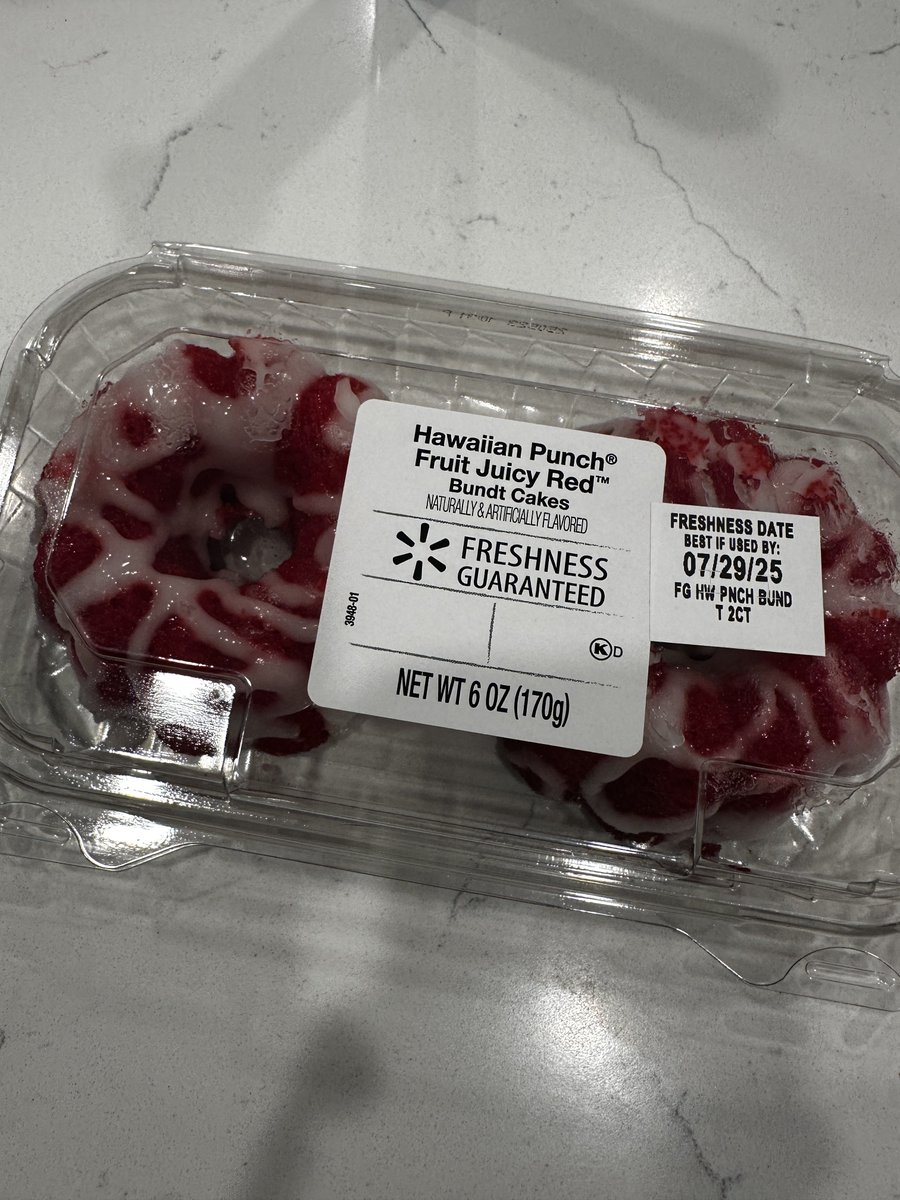 Hawaiian Punch®
Fruit Juicy Red™
Bundt Cakes
NATURALLY & ARTIFICIALLY FLAVORED
FRESHNESS
GUARANTEED
3948-01
K D
NET WT 6 OZ (170g)
FRESHNESS DATE
BEST IF USED BY:
07/29/25
FG HW PNCH BUND
T 2CT